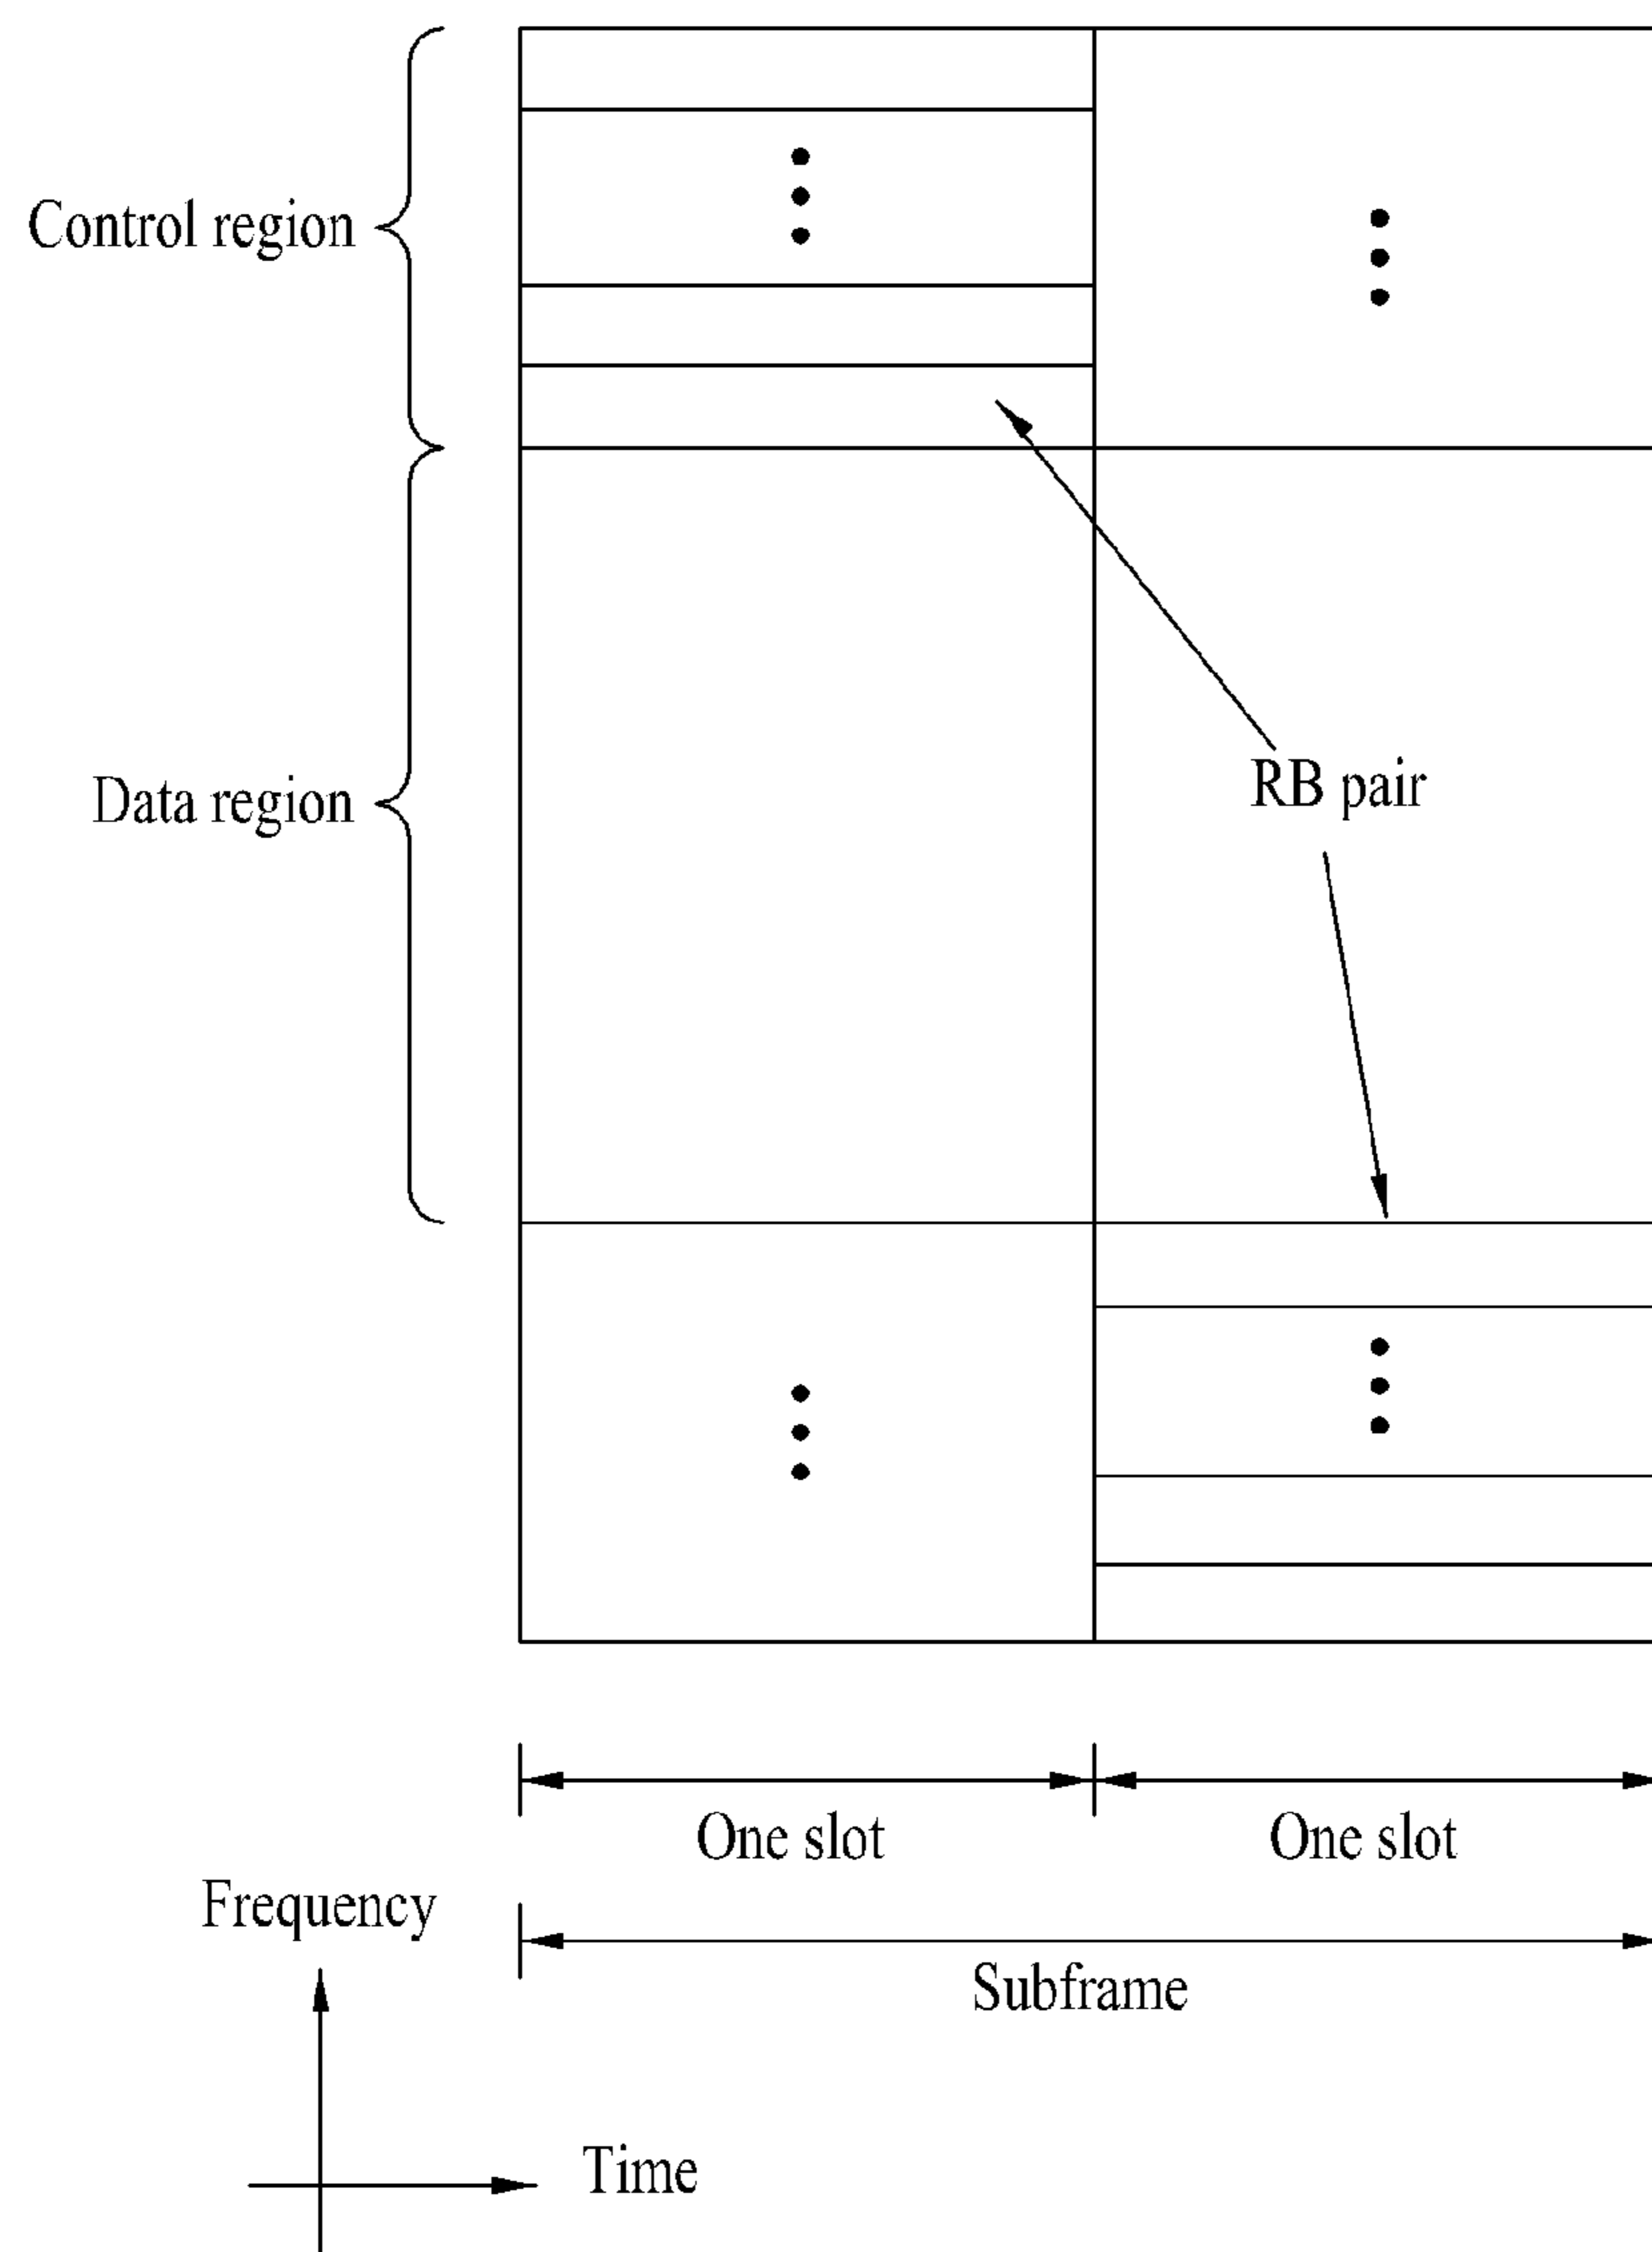 Control region
Data region
RB pair
One slot
One slot
Frequency
Subframe
Time